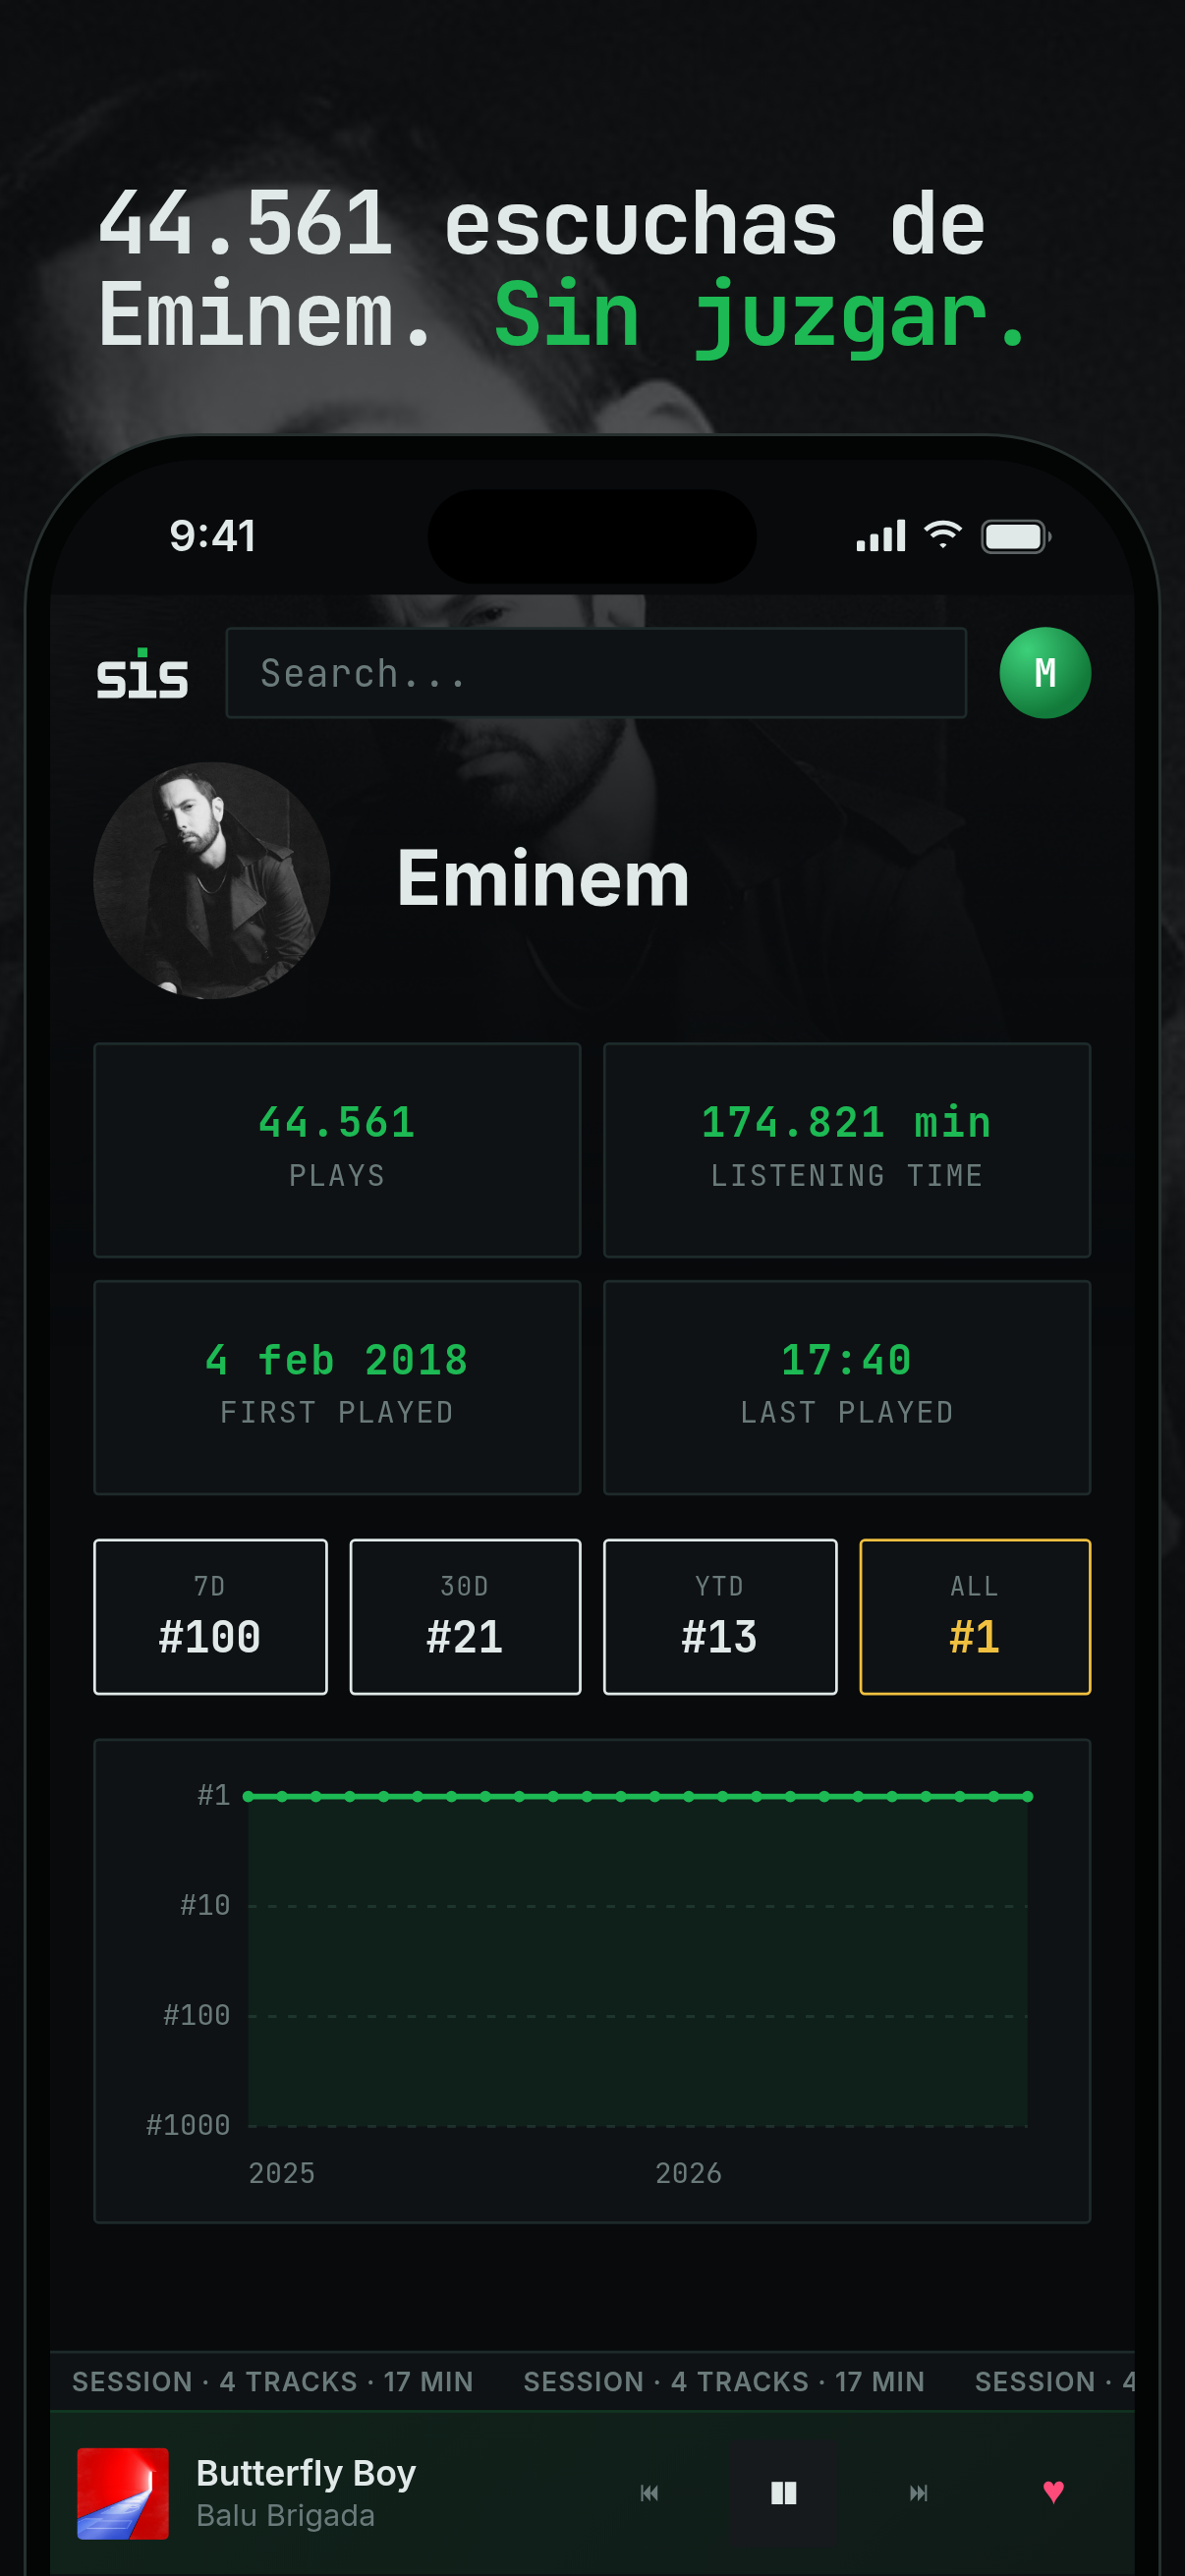 44.561 escuchas de
Eminem. Sin juzgar.
9:41
sis
Search...
M
Eminem
44.561
PLAYS
174.821 min
LISTENING TIME
4 feb 2018
FIRST PLAYED
17:40
LAST PLAYED
7D
#100
30D
#21
YTD
#13
ALL
#1
#1
#10
#100
#1000
2025 2026
SESSION · 4 TRACKS · 17 MIN SESSION · 4 TRACKS · 17 MIN SESSION · 4
Butterfly Boy
Balu Brigada